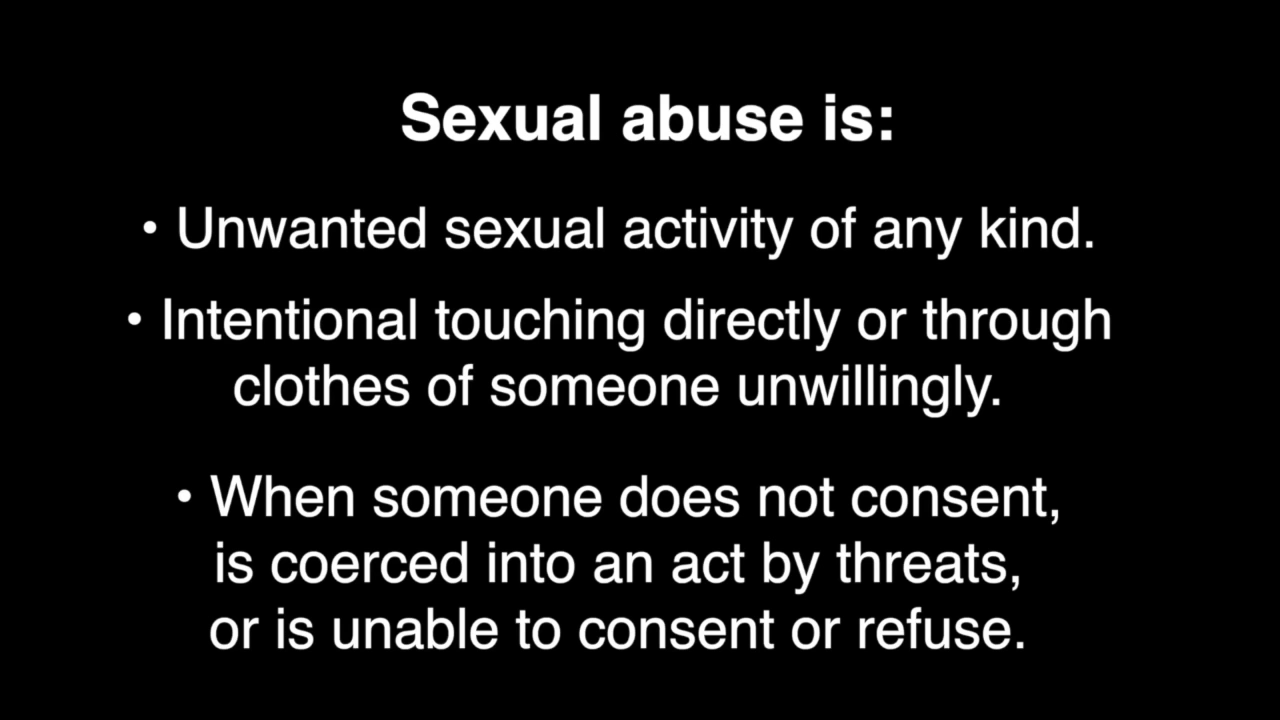 Sexual abuse is:
• Unwanted sexual activity of any kind.
• Intentional touching directly or through
clothes of someone unwillingly.
• When someone does not consent,
is coerced into an act by threats,
or is unable to consent or refuse.